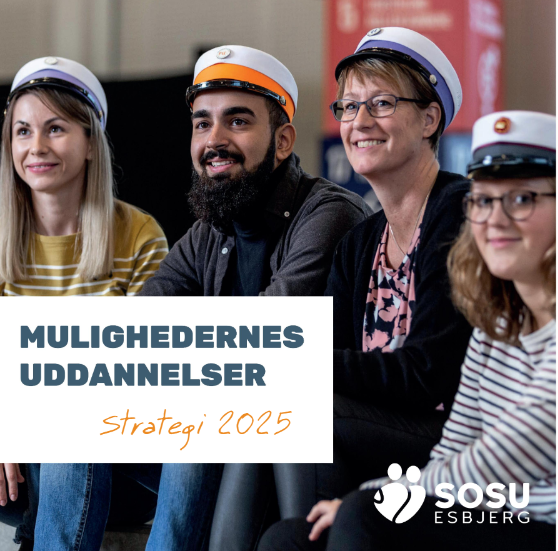 MULIGHEDERNES
UDDANNELSER
Strategi 2025
SOSU
ESBJERG